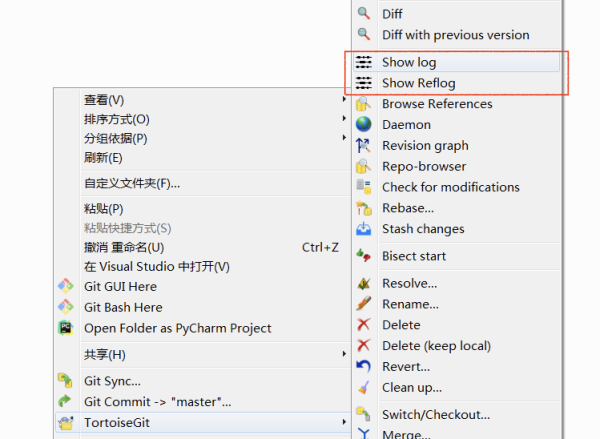 Diff
Diff with previous version
Show log
Show Reflog
Browse References
Daemon
Revision graph
Repo-browser
Check for modifications
Rebase...
Stash changes
Bisect start
Resolve...
Rename...
Delete
Delete (keep local)
Revert...
Clean up...
Switch/Checkout...
Merge...
查看(V)
排序方式(O)
分组依据(P)
刷新(E)
自定义文件夹(F)...
粘贴(P)
粘贴快捷方式(S)
撤消 重命名(U) Ctrl+Z
在 Visual Studio 中打开(V)
Git GUI Here
Git Bash Here
Open Folder as PyCharm Project
共享(H)
Git Sync...
Git Commit -> "master"...
TortoiseGit